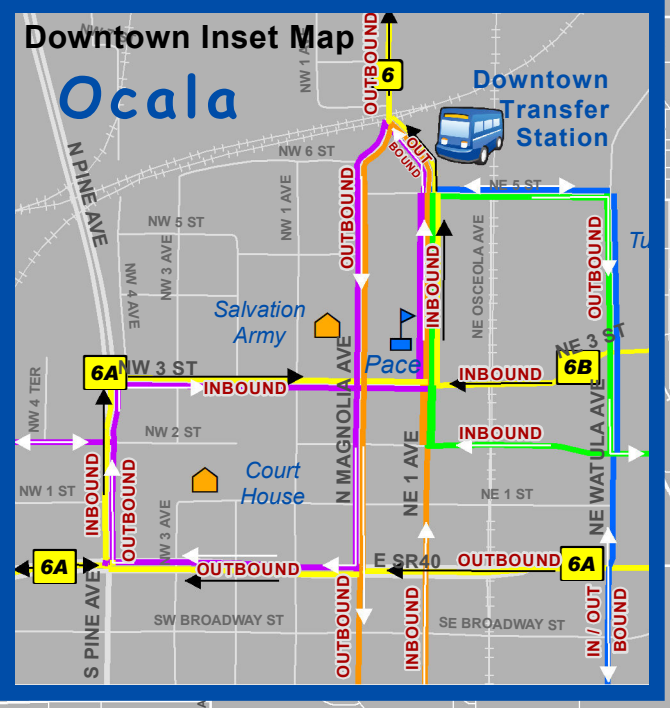 Downtown Inset Map
Ocala
Downtown
Transfer
Station
6
OUTBOUND
NW 1 AVE
N PINE AVE
NW 6 ST
OUT
BOUND
NE 5 ST
NW 5 ST
NW 3 AVE
NW 1 AVE
NW 4 AVE
OUTBOUND
INBOUND
NE OSCEOLA AVE
OUTBOUND
Tu
Salvation
Army
N MAGNOLIA AVE
Pace
NE 3 ST
6A
NW 3 ST
INBOUND
INBOUND
6B
NW 4 TER
NW 2 ST
INBOUND
NE WATULA AVE
Court
House
NE 1 AVE
NW 1 ST
INBOUND
OUTBOUND
NW 3 AVE
NE 1 ST
6A
OUTBOUND
E SR40
OUTBOUND
6A
S PINE AVE
SW BROADWAY ST
OUTBOUND
INBOUND
SE BROADWAY ST
IN / OUT
BOUND